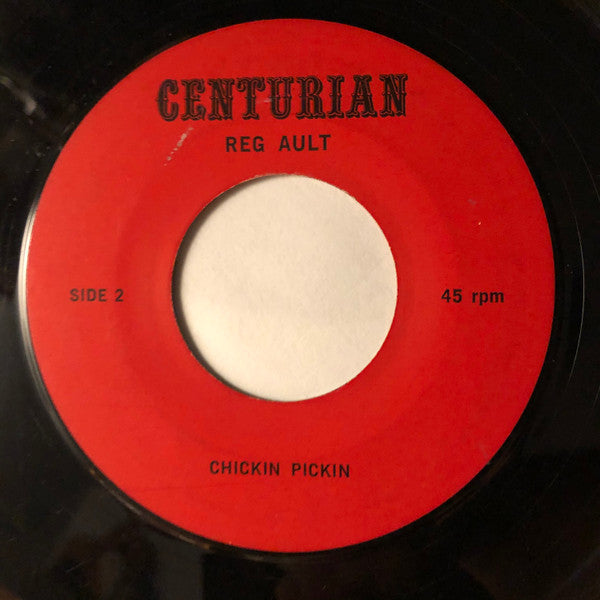 CENTURIAN
REG AULT
SIDE 2
45 rpm
CHICKIN PICKIN